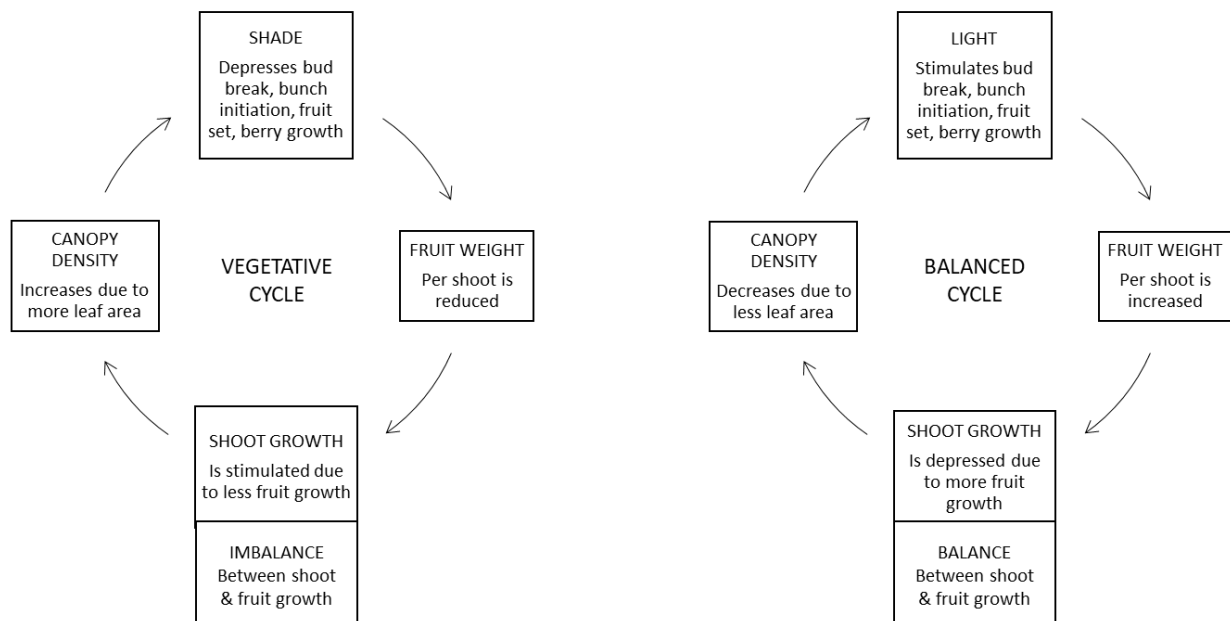 SHADE
Depresses bud
break, bunch
initiation, fruit
set, berry growth
CANOPY
DENSITY
Increases due to
more leaf area
VEGETATIVE
CYCLE
FRUIT WEIGHT
Per shoot is
reduced
SHOOT GROWTH
Is stimulated due
to less fruit growth
IMBALANCE
Between shoot
& fruit growth
LIGHT
Stimulates bud
break, bunch
initiation, fruit
set, berry growth
CANOPY
DENSITY
Decreases due to
less leaf area
BALANCED
CYCLE
FRUIT WEIGHT
Per shoot is
increased
SHOOT GROWTH
Is depressed due
to more fruit
growth
BALANCE
Between shoot
& fruit growth